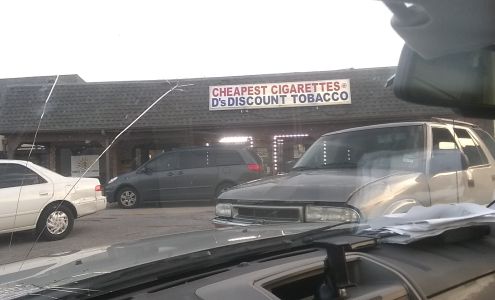 CHEAPEST CIGARETTES
D's DISCOUNT TOBACCO